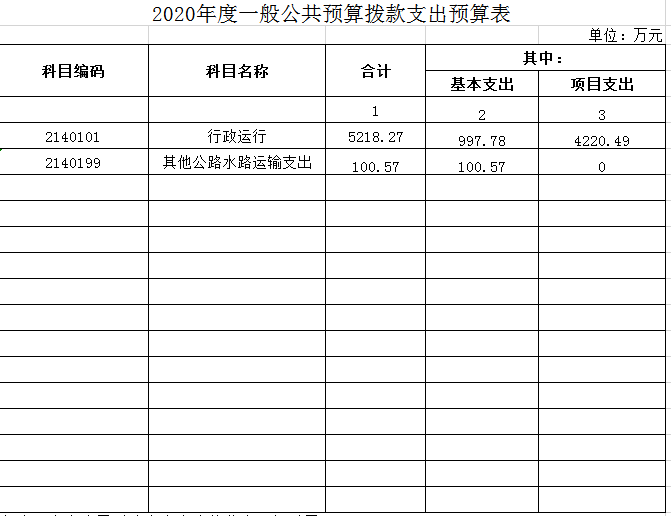 2020年度一般公共预算拨款支出预算表
单位：万元
科目编码 科目名称 合计 其中：
基本支出 项目支出
1 2 3
2140101 行政运行 5218.27 997.78 4220.49
2140199 其他公路水路运输支出 100.57 100.57 0